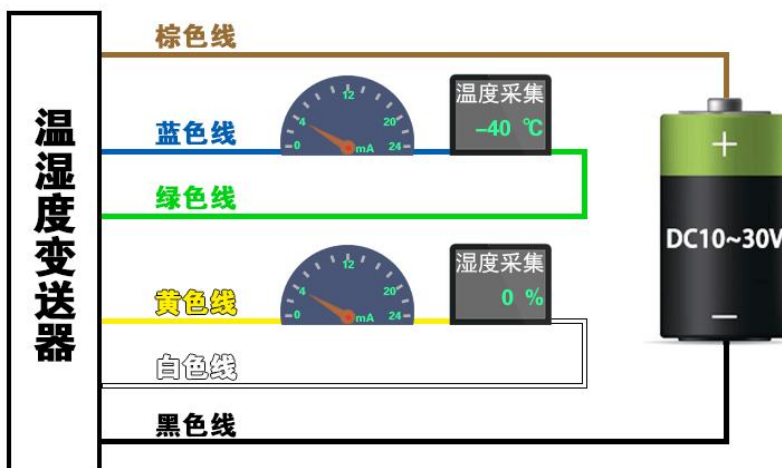 温湿度变送器
棕色线
蓝色线
0 4 12 20 24 mA
温度采集
-40 ℃
绿色线
黄色线
0 4 12 20 24 mA
湿度采集
0 %
白色线
黑色线
+
DC10~30V
-